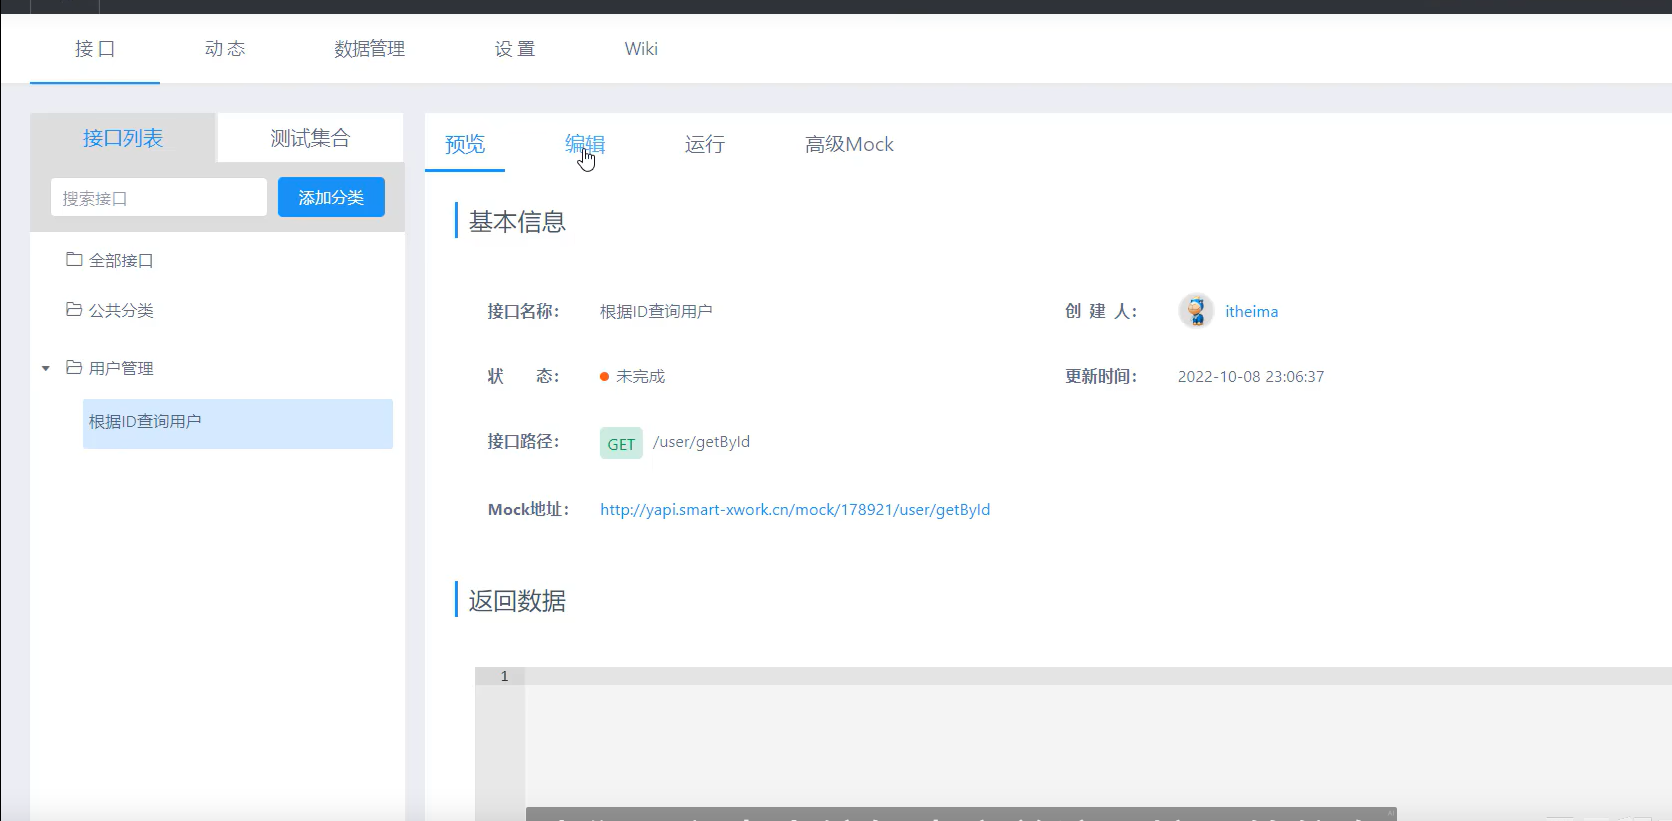 接口 动态 数据管理 设置 Wiki
接口列表 测试集合
搜索接口 添加分类
全部接口
公共分类
用户管理
根据ID查询用户
预览 编辑 运行 高级Mock
基本信息
接口名称： 根据ID查询用户 创建人： itheima
状态： 未完成 更新时间： 2022-10-08 23:06:37
接口路径： GET /user/getById
Mock地址： http://yapi.smart-xwork.cn/mock/178921/user/getById
返回数据
1